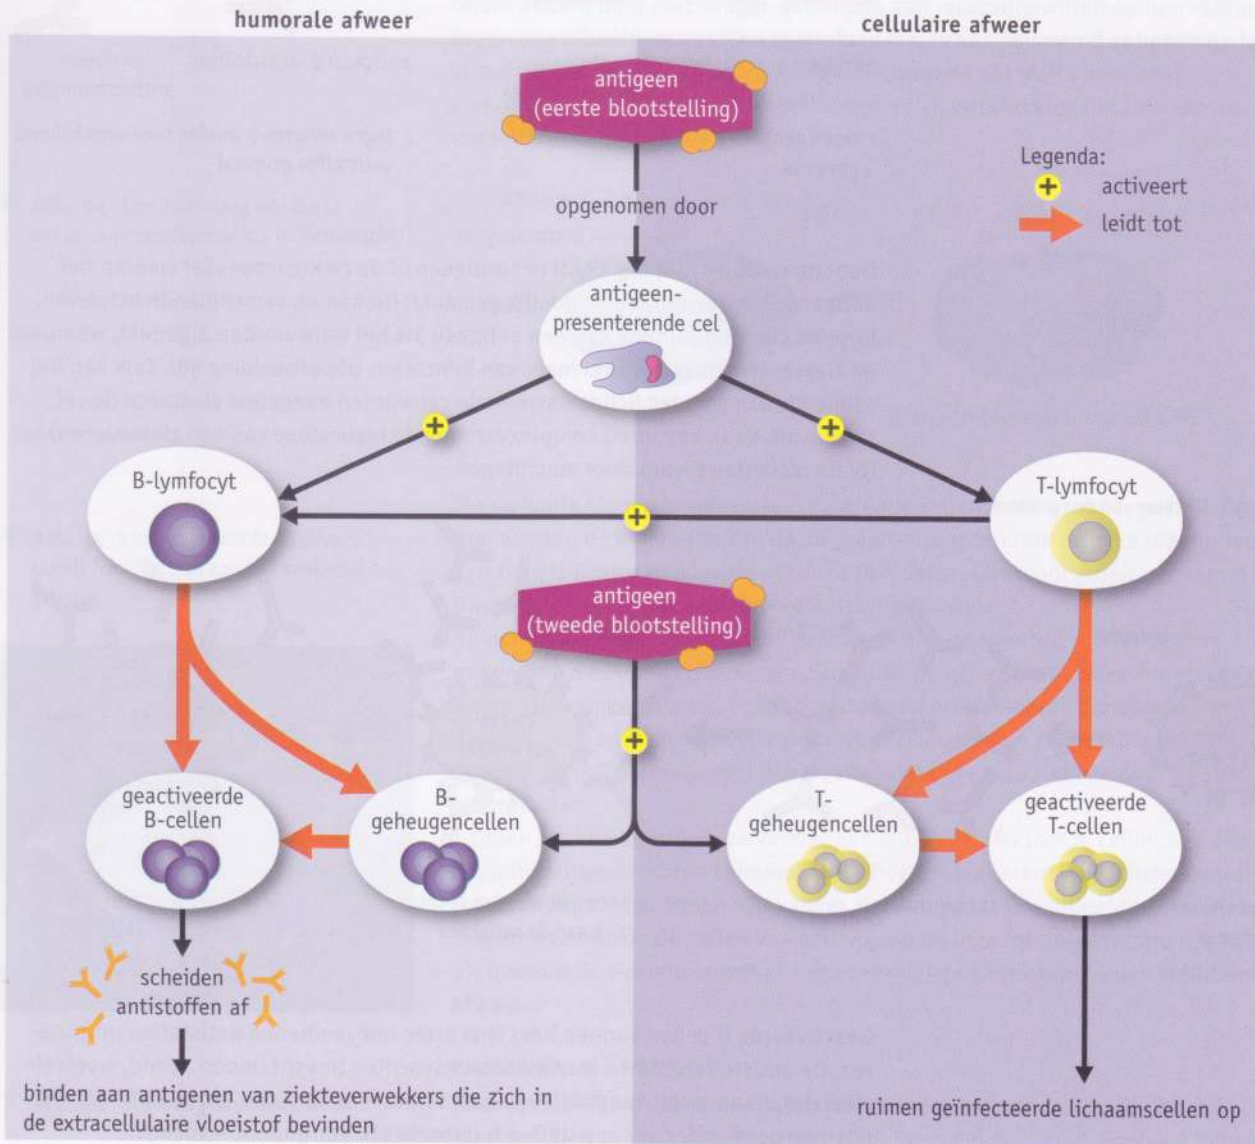 humorale afweer
cellulaire afweer
antigeen
(eerste blootstelling)
Legenda:
activeert
leidt tot
opgenomen door
antigeen-
presenterende cel
B-lymfocyt
T-lymfocyt
antigeen
(tweede blootstelling)
geactiveerde
B-cellen
B-
geheugencellen
T-
geheugencellen
geactiveerde
T-cellen
scheiden
antistoffen af
binden aan antigenen van ziekteverwekkers die zich in
de extracellulaire vloeistof bevinden
ruimen geïnfecteerde lichaamscellen op